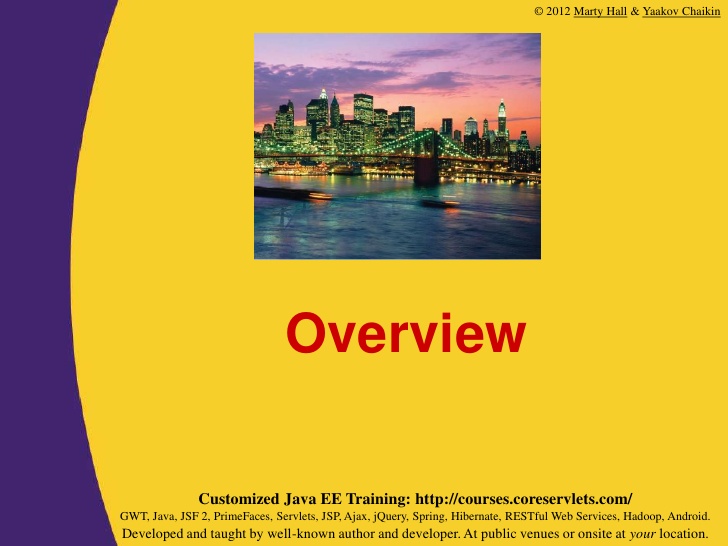 © 2012 Marty Hall & Yaakov Chaikin
Overview
Customized Java EE Training: http://courses.coreservlets.com/
GWT, Java, JSF 2, PrimeFaces, Servlets, JSP, Ajax, jQuery, Spring, Hibernate, RESTful Web Services, Hadoop, Android.
Developed and taught by well-known author and developer. At public venues or onsite at your location.